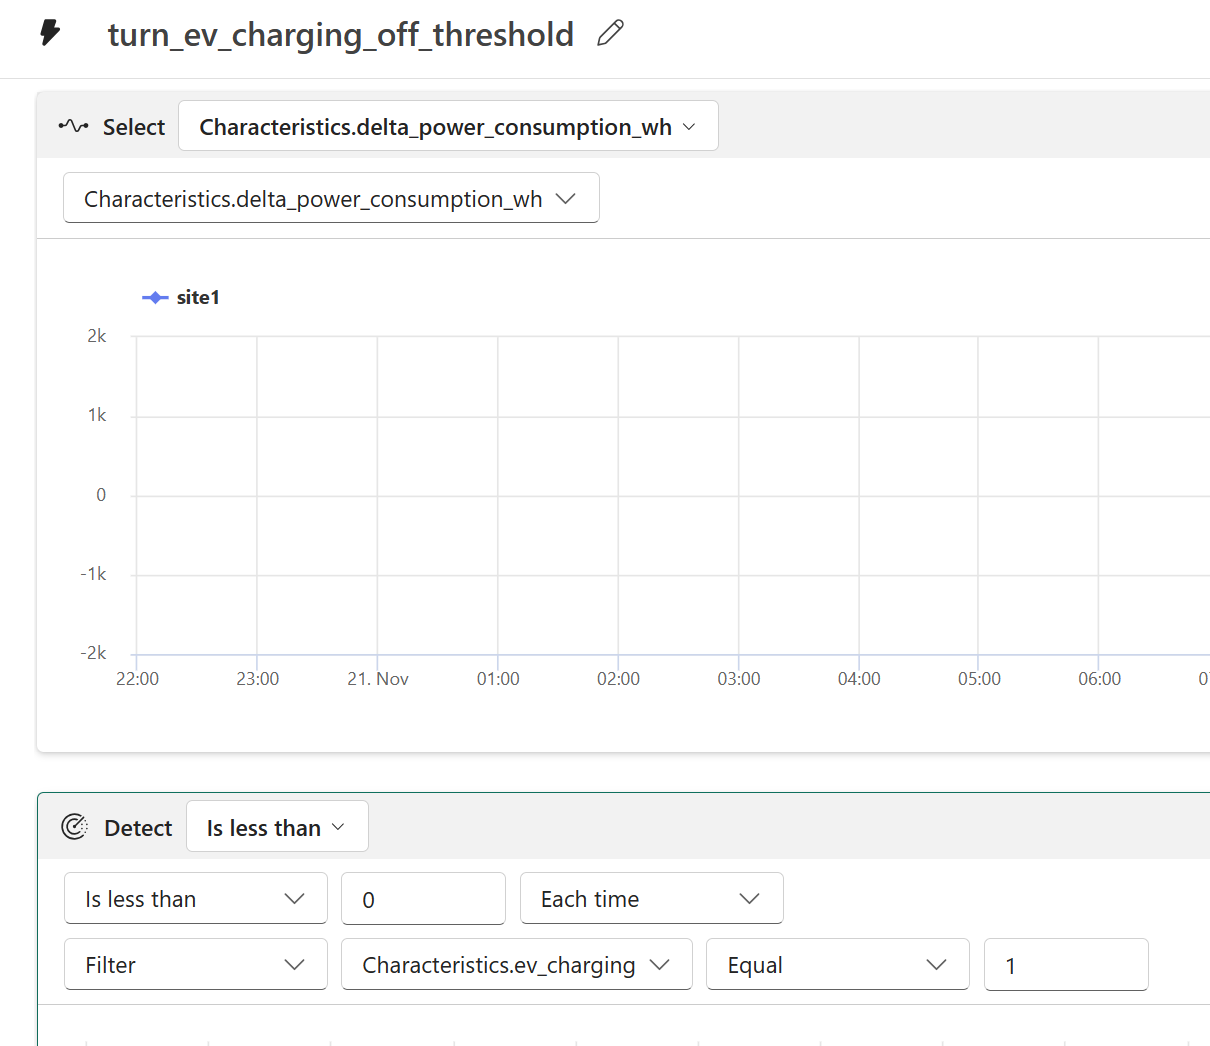 turn_ev_charging_off_threshold
Select Characteristics.delta_power_consumption_wh
Characteristics.delta_power_consumption_wh
site1
2k
1k
0
-1k
-2k
22:00 23:00 21. Nov 01:00 02:00 03:00 04:00 05:00 06:00
Detect Is less than
Is less than 0 Each time
Filter Characteristics.ev_charging Equal 1